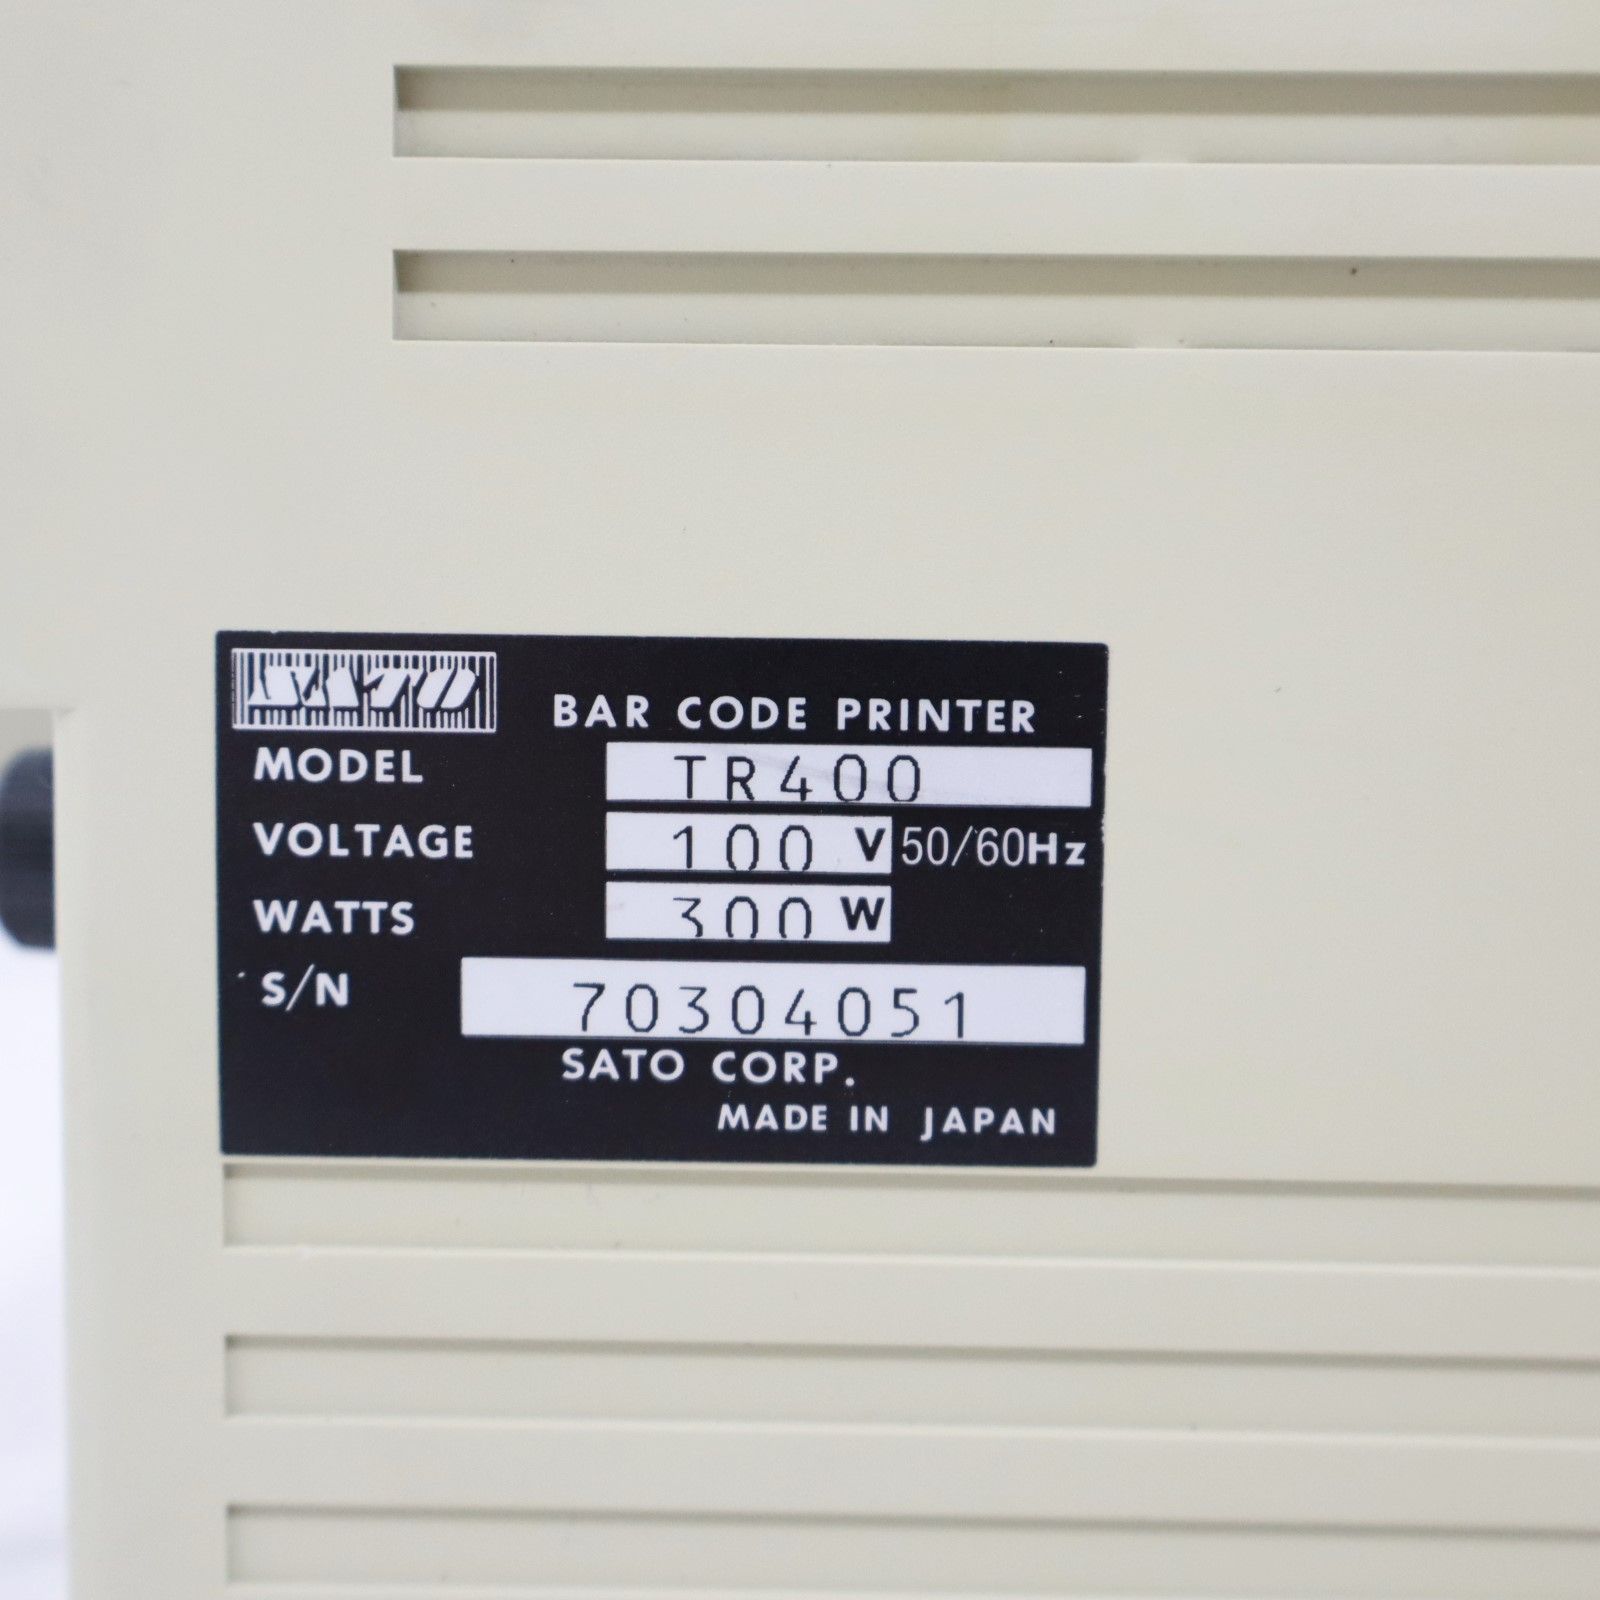 SATO BAR CODE PRINTER
MODEL TR400
VOLTAGE 100 V 50/60Hz
WATTS 300 W
S/N 70304051
SATO CORP.
MADE IN JAPAN